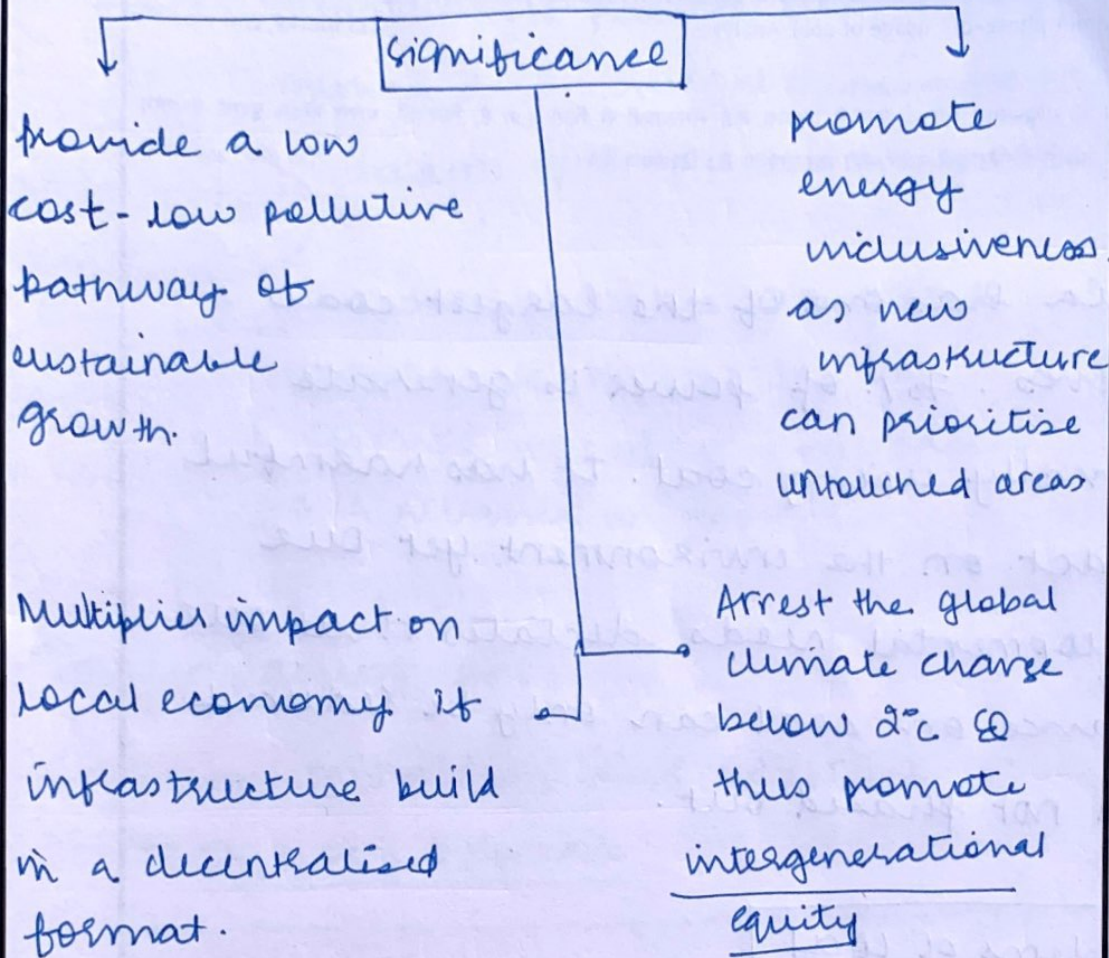 significance
provide a low
cost-low pollutive
pathway of
sustainable
growth.
promote
energy
inclusiveness
as new
infrastructure
can prioritise
untouched areas
Multiplier impact on
local economy if
infrastructure build
in a decentralised
format.
Arrest the global
climate change
below 2°C &
thus promote
intergenerational
equity